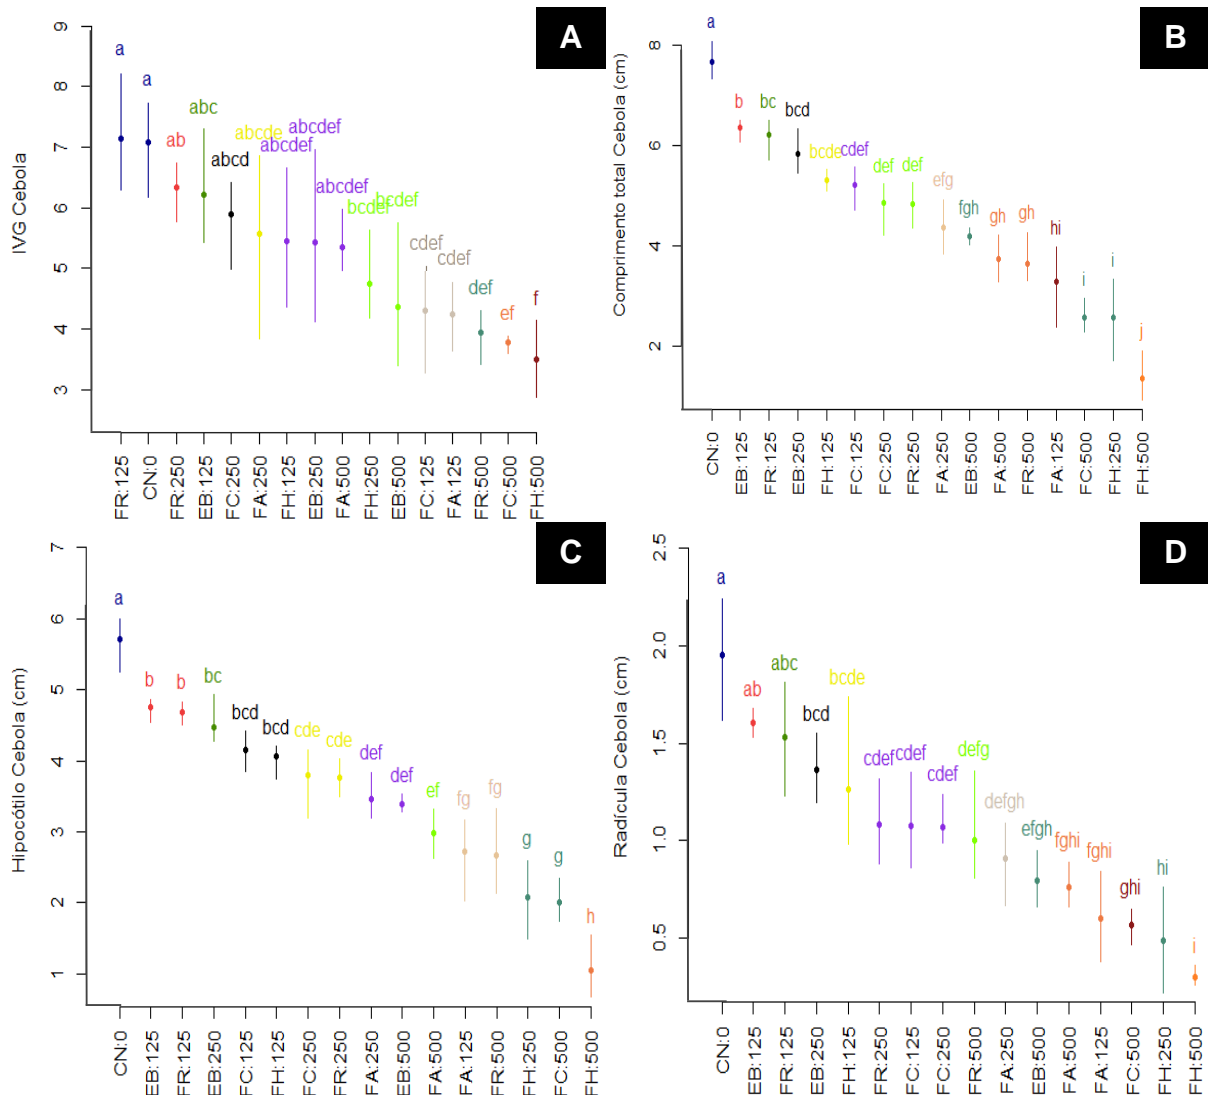 A
IVG Cebola
9
8
7
6
5
4
3
a
a
ab
abc
abcd
abcde
abcdef
abcdef
abcdef
bcdef
bcdef
cdef
cdef
def
ef
f
FR:125
CN:0
FR:250
EB:125
FC:250
FA:250
FH:125
EB:250
FA:500
FH:250
EB:500
FC:125
FA:125
FR:500
FC:500
FH:500
B
Comprimento total Cebola (cm)
8
6
4
2
a
b
bc
bcd
bcde
cdef
def
def
efg
fgh
gh
gh
hi
i
i
j
CN:0
EB:125
FR:125
EB:250
FH:125
FC:125
FC:250
FR:250
FA:250
EB:500
FA:500
FR:500
FA:125
FC:500
FH:250
FH:500
C
Hipocótilo Cebola (cm)
7
6
5
4
3
2
1
a
b
b
bc
bcd
bcd
cde
cde
def
def
ef
fg
fg
g
g
h
CN:0
EB:125
FR:125
EB:250
FC:125
FH:125
FC:250
FR:250
FA:250
EB:500
FA:500
FA:125
FR:500
FH:250
FC:500
FH:500
D
Radícula Cebola (cm)
2.5
2.0
1.5
1.0
0.5
a
ab
abc
bcd
bcde
cdef
cdef
cdef
defg
defgh
efgh
fghi
fghi
ghi
hi
i
CN:0
EB:125
FR:125
EB:250
FH:125
FR:250
FC:125
FC:250
FR:500
FA:250
EB:500
FA:500
FA:125
FC:500
FH:250
FH:500